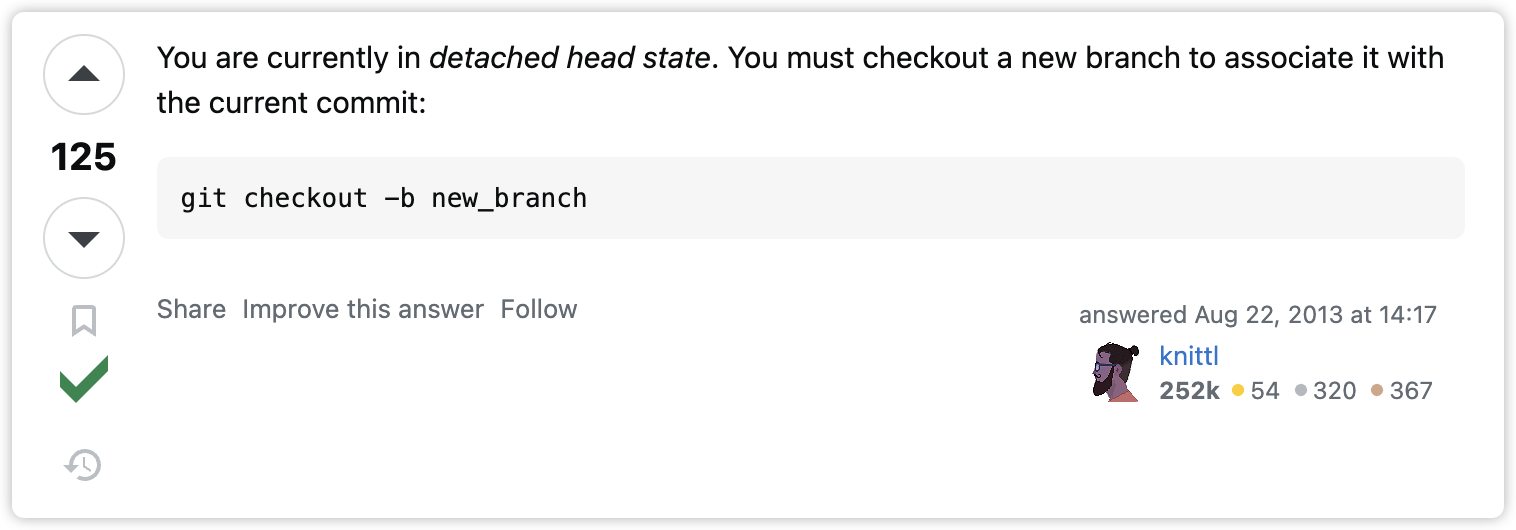 You are currently in detached head state. You must checkout a new branch to associate it with
the current commit:
125
git checkout -b new_branch
Share Improve this answer Follow
answered Aug 22, 2013 at 14:17
knittl
252k 54 320 367